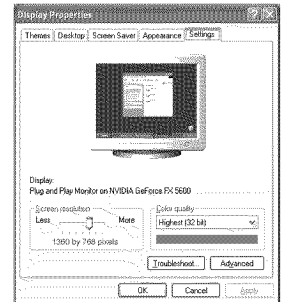 Display Properties
Themes Desktop Screen Saver Appearance Settings
Display:
Plug and Play Monitor on NVIDIA GeForce FX 5600
Screen resolution
Less More
1360 by 768 pixels
Color quality
Highest (32 bit)
Troubleshoot... Advanced
OK Cancel Apply